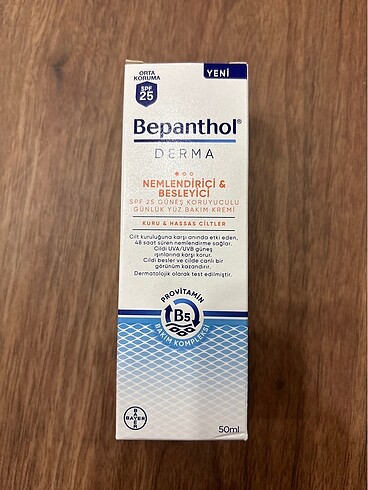 ORTA
KORUMA
SPF
25
YENİ
Bepanthol®
DERMA
NEMLENDİRİCİ &
BESLEYİCİ
SPF 25 GÜNEŞ KORUYUCULU
GÜNLÜK YÜZ BAKIM KREMİ
KURU & HASSAS CİLTLER
Cilt kuruluğuna karşı anında etki eden,
48 saat süren nemlendirme sağlar.
Cildi UVA/UVB güneş
ışınlarına karşı korur.
Cildi besler ve cilde canlı bir
görünüm kazandırır.
Dermatolojik olarak test edilmiştir.
PROVİTAMİN
B5
BAKIM KOMPLEKSİ
BAYER
BAYER
50ml